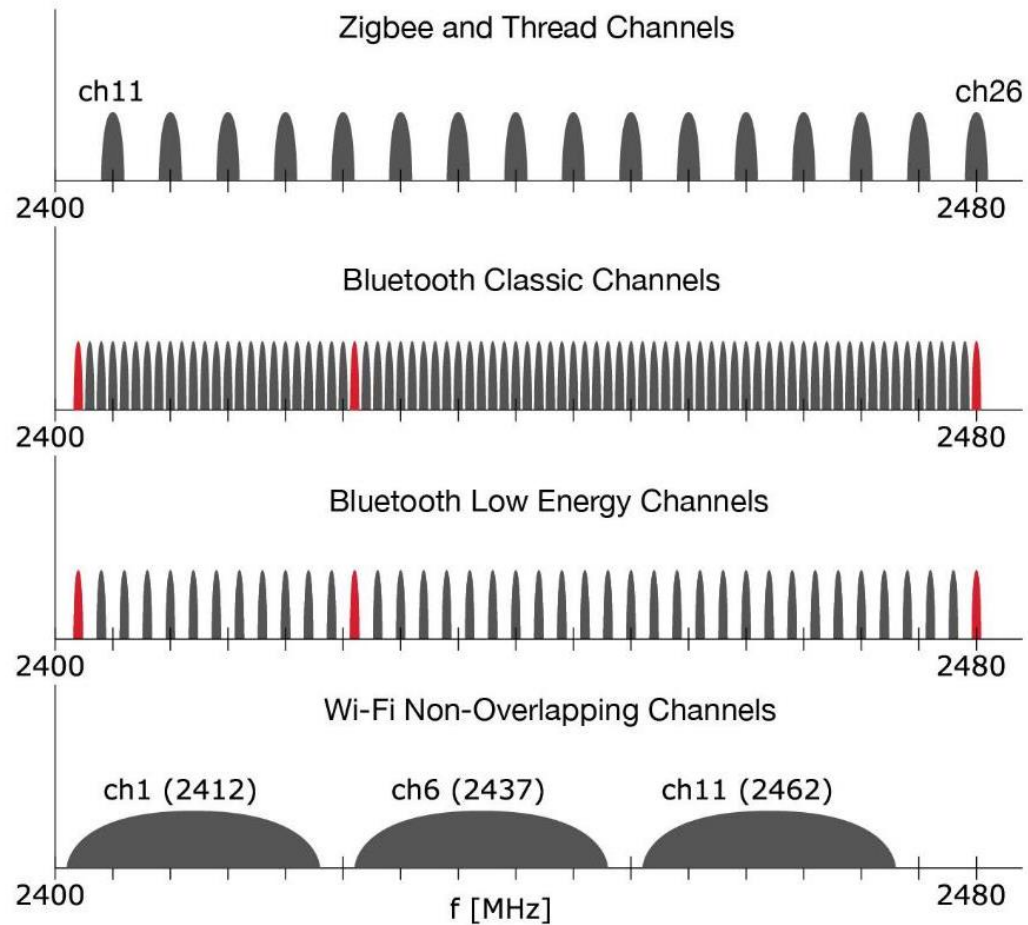 Zigbee and Thread Channels
ch11
ch26
2400
2480
Bluetooth Classic Channels
2400
2480
Bluetooth Low Energy Channels
2400
2480
Wi-Fi Non-Overlapping Channels
ch1 (2412)
ch6 (2437)
ch11 (2462)
2400
f [MHz]
2480